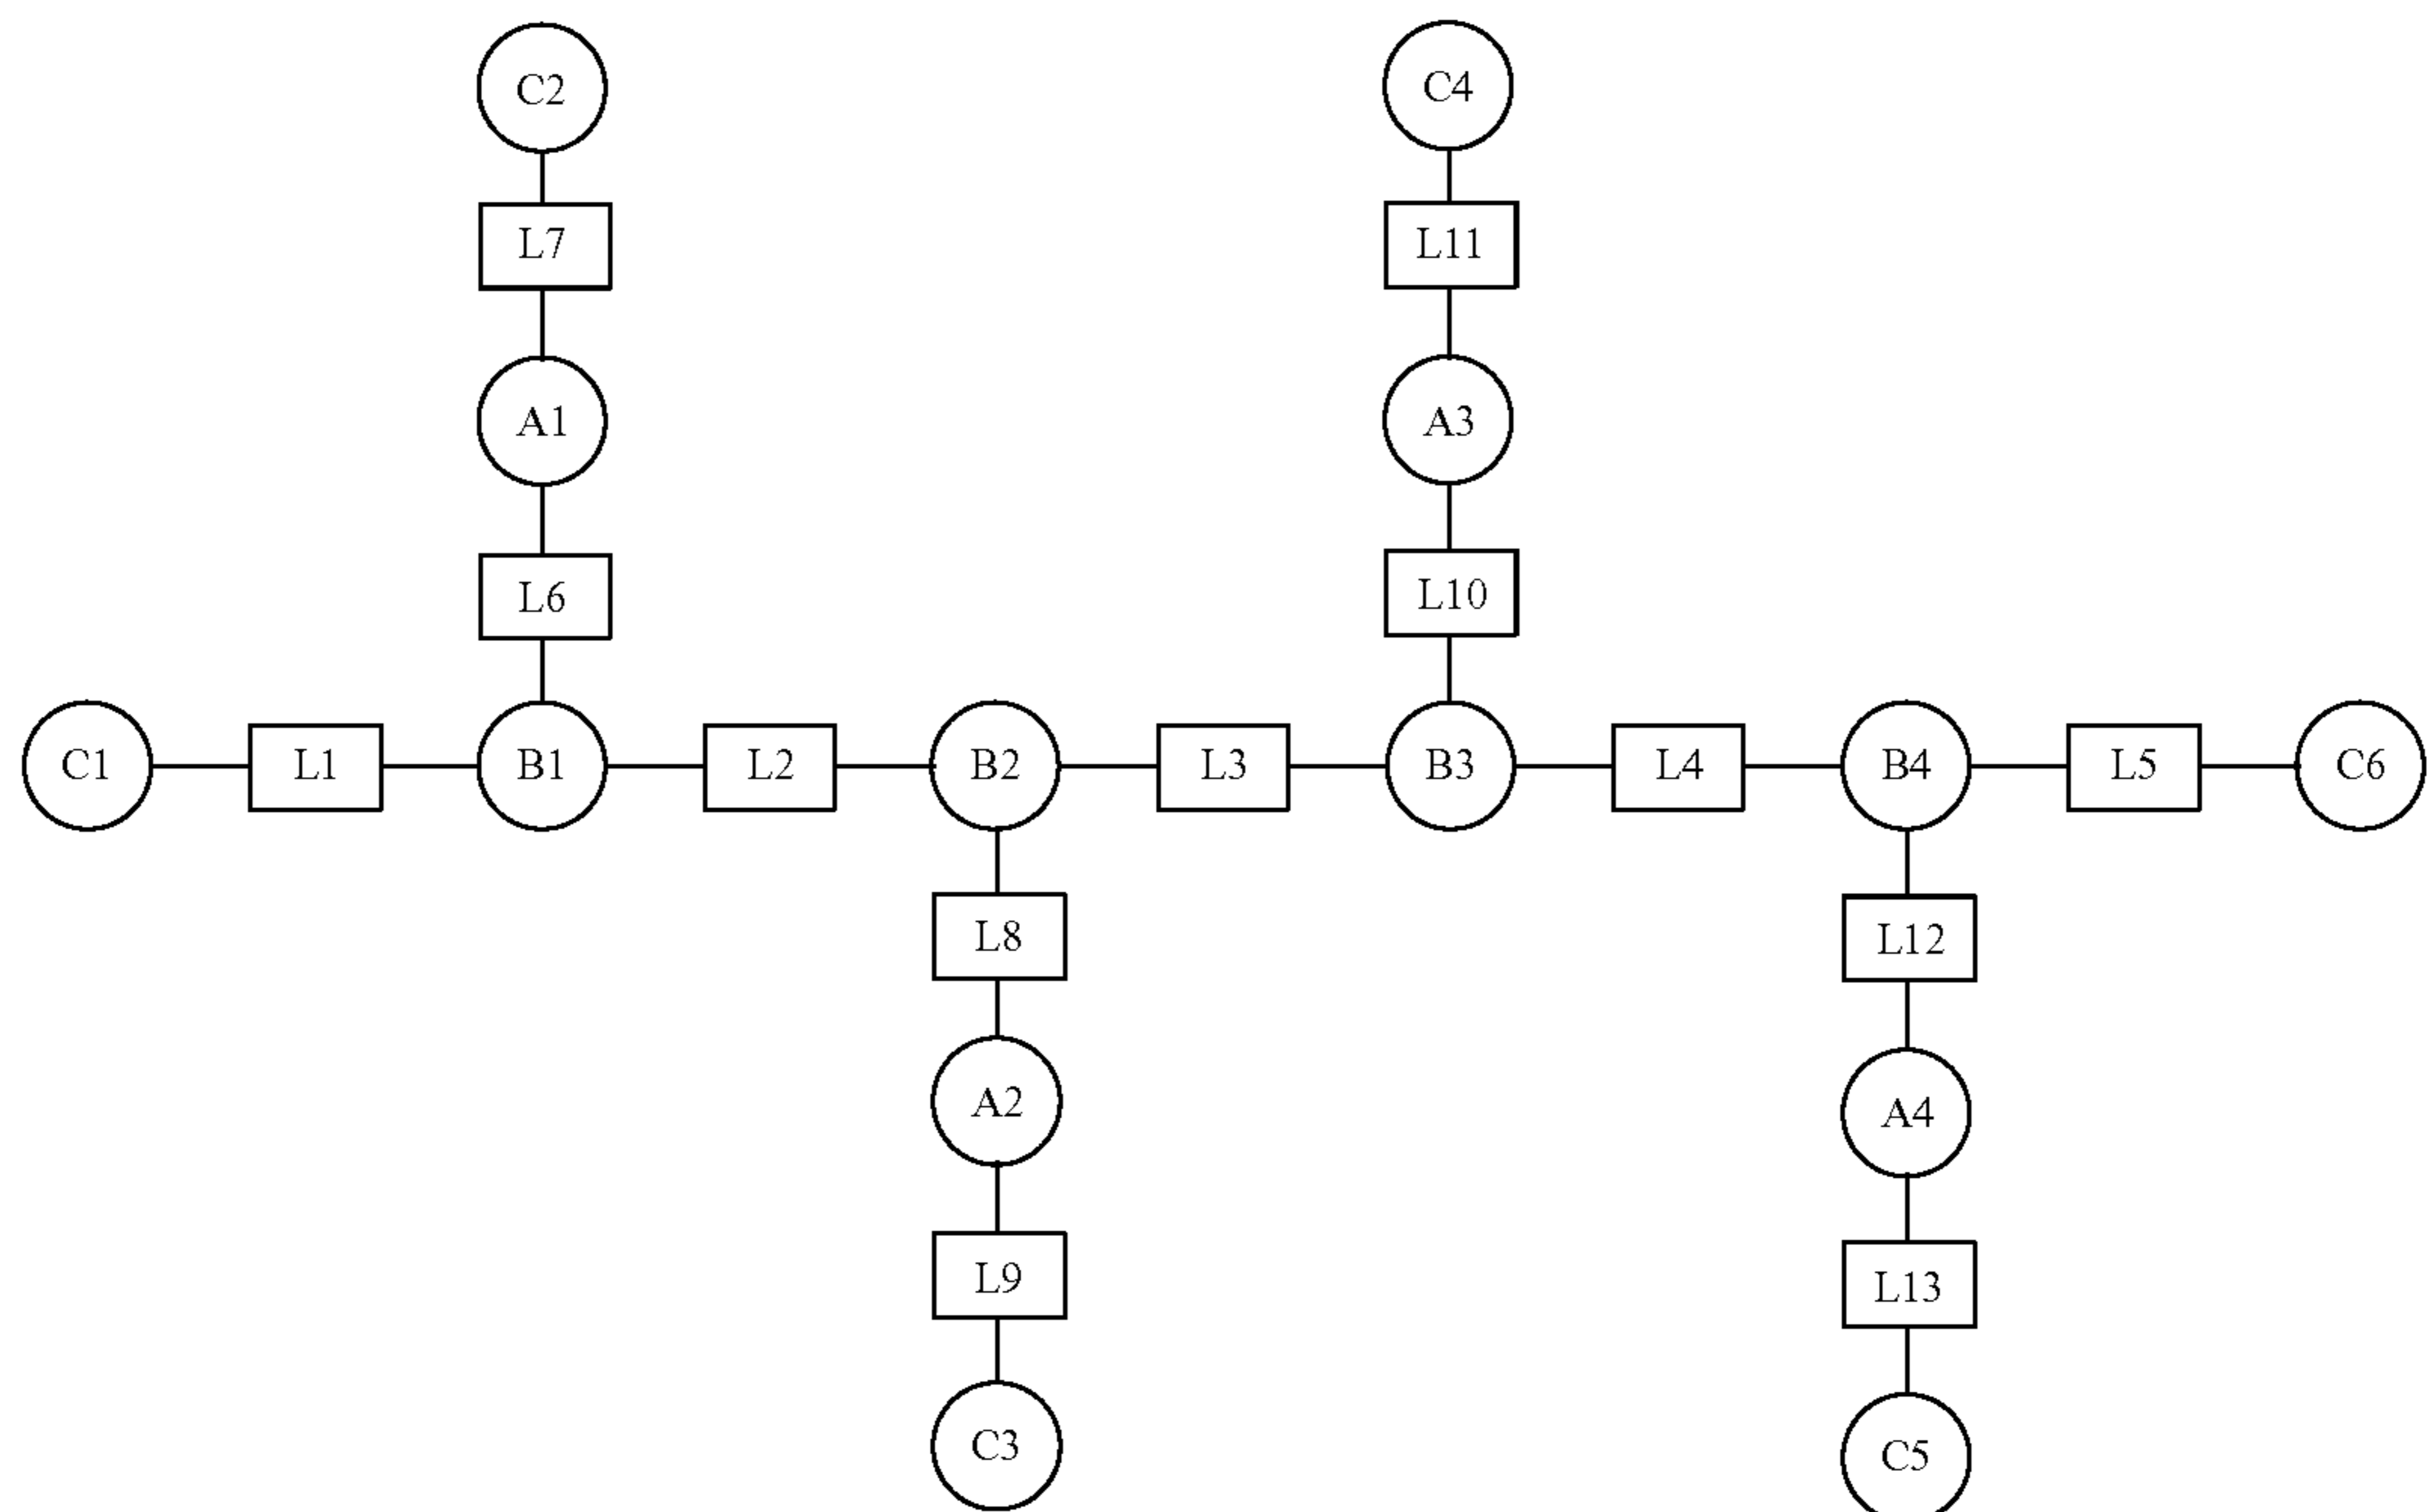 C2 C4
L7 L11
A1 A3
L6 L10
C1 L1 B1 L2 B2 L3 B3 L4 B4 L5 C6
L8 L12
A2 A4
L9 L13
C3 C5